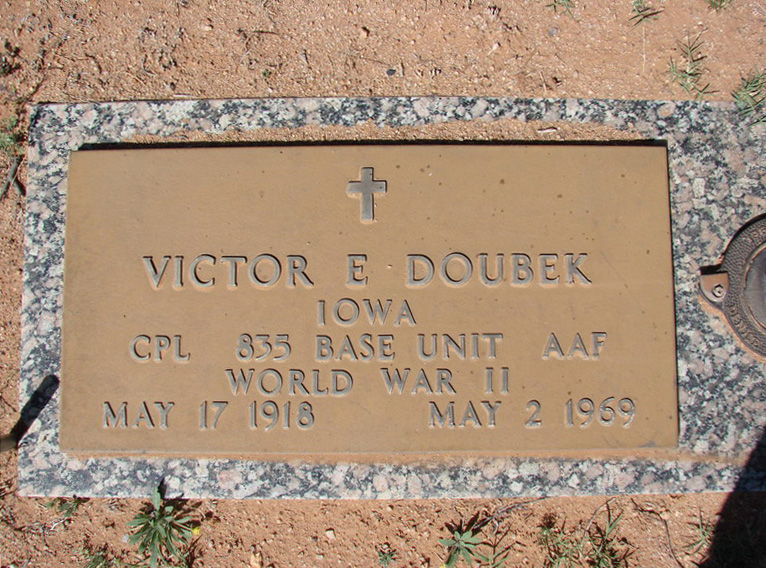 VICTOR E DOUBEK
IOWA
CPL 835 BASE UNIT AAF
WORLD WAR II
MAY 17 1918 MAY 2 1969